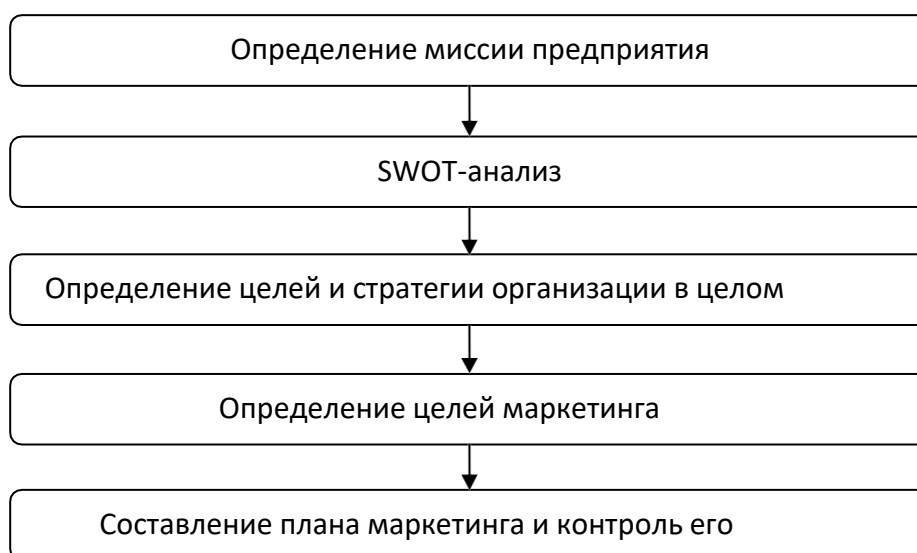 Определение миссии предприятия
SWOT-анализ
Определение целей и стратегии организации в целом
Определение целей маркетинга
Составление плана маркетинга и контроль его